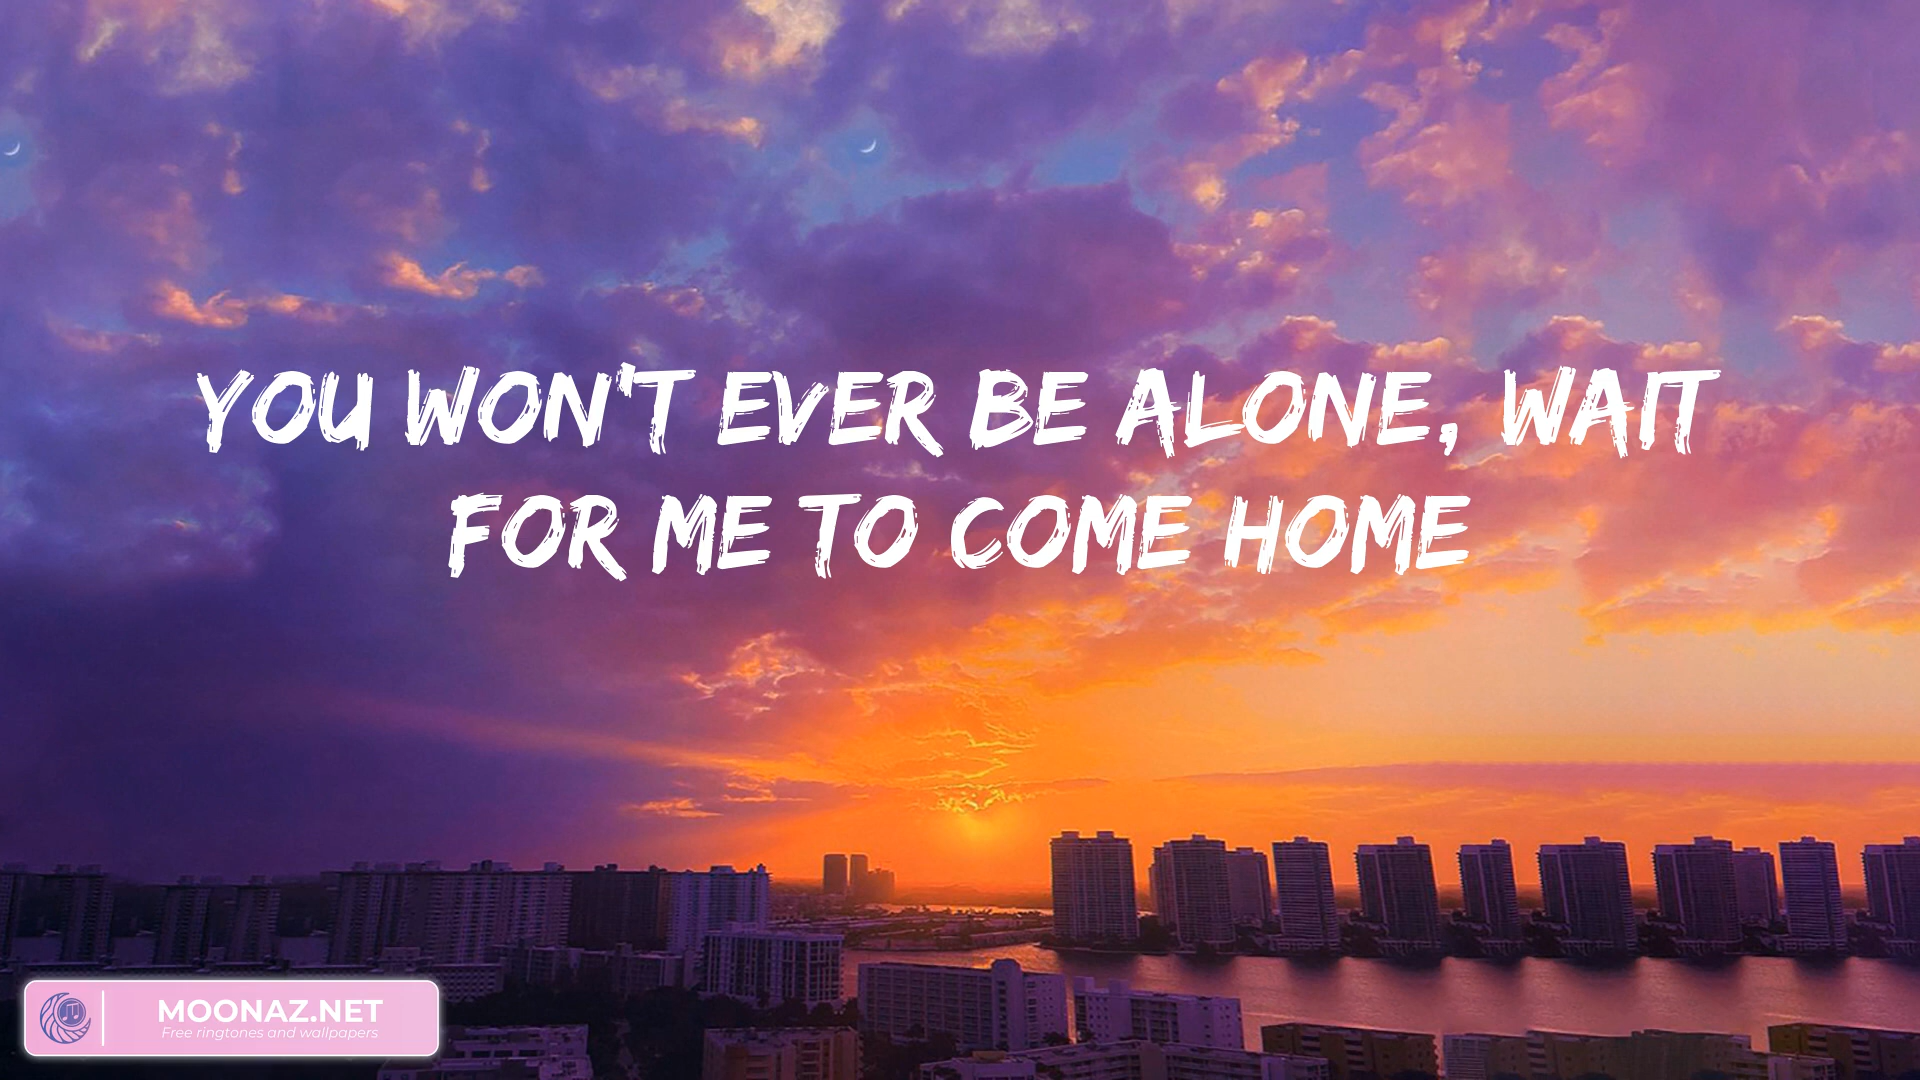 YOU WON'T EVER BE ALONE, WAIT
FOR ME TO COME HOME
MOONAZ.NET
Free ringtones and wallpapers